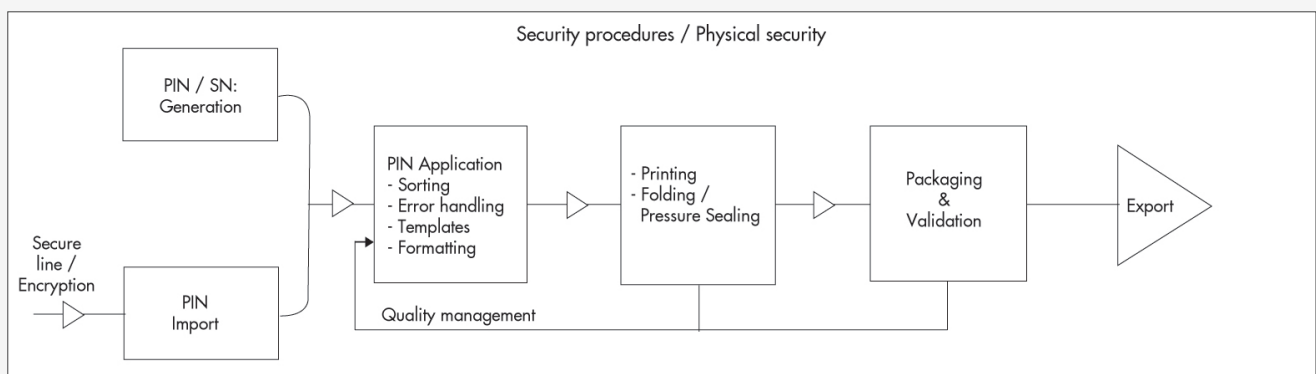 Security procedures / Physical security
PIN / SN:
Generation
Secure
line /
Encryption
PIN
Import
PIN Application
- Sorting
- Error handling
- Templates
- Formatting
- Printing
- Folding /
Pressure Sealing
Packaging
&
Validation
Export
Quality management